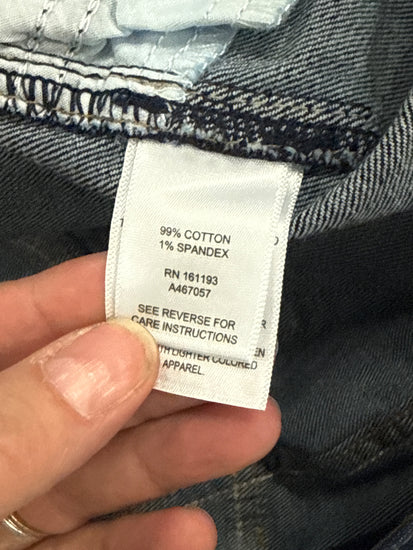 99% COTTON
1% SPANDEX
RN 161193
A467057
SEE REVERSE FOR
CARE INSTRUCTIONS
LIGHTER COLORED
APPAREL.